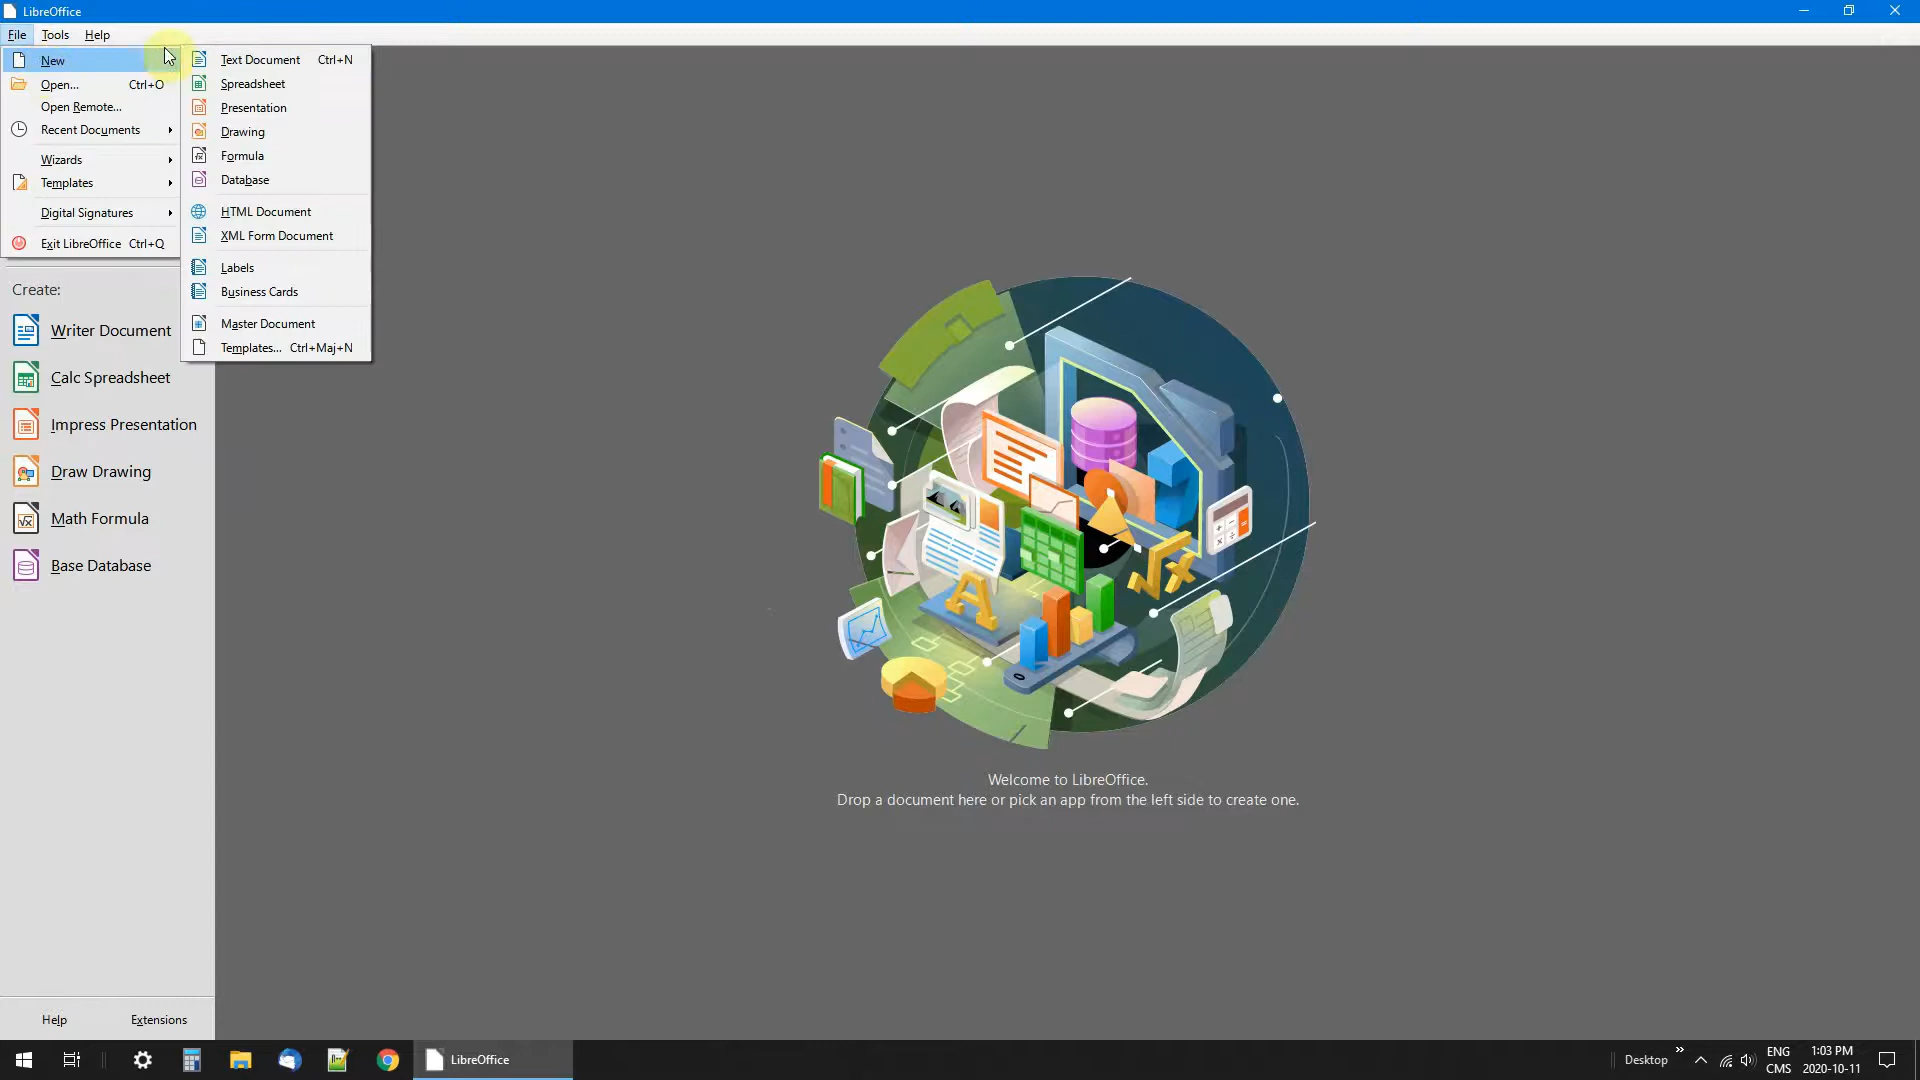 LibreOffice
File Tools Help
New
Open... Ctrl+O
Open Remote...
Recent Documents
Wizards
Templates
Digital Signatures
Exit LibreOffice Ctrl+Q
Text Document Ctrl+N
Spreadsheet
Presentation
Drawing
Formula
Database
HTML Document
XML Form Document
Labels
Business Cards
Master Document
Templates... Ctrl+Maj+N
Create:
Writer Document
Calc Spreadsheet
Impress Presentation
Draw Drawing
Math Formula
Base Database
Welcome to LibreOffice.
Drop a document here or pick an app from the left side to create one.
Help Extensions
LibreOffice
Desktop
ENG
CMS
1:03 PM
2020-10-11